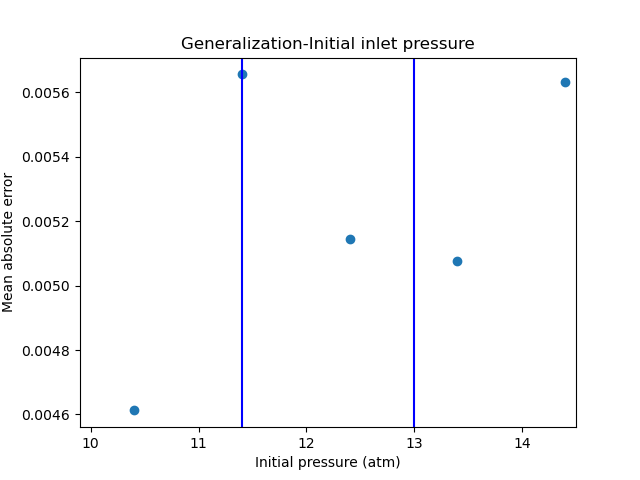 Generalization-Initial inlet pressure
Mean absolute error
0.0056
0.0054
0.0052
0.0050
0.0048
0.0046
10 11 12 13 14
Initial pressure (atm)